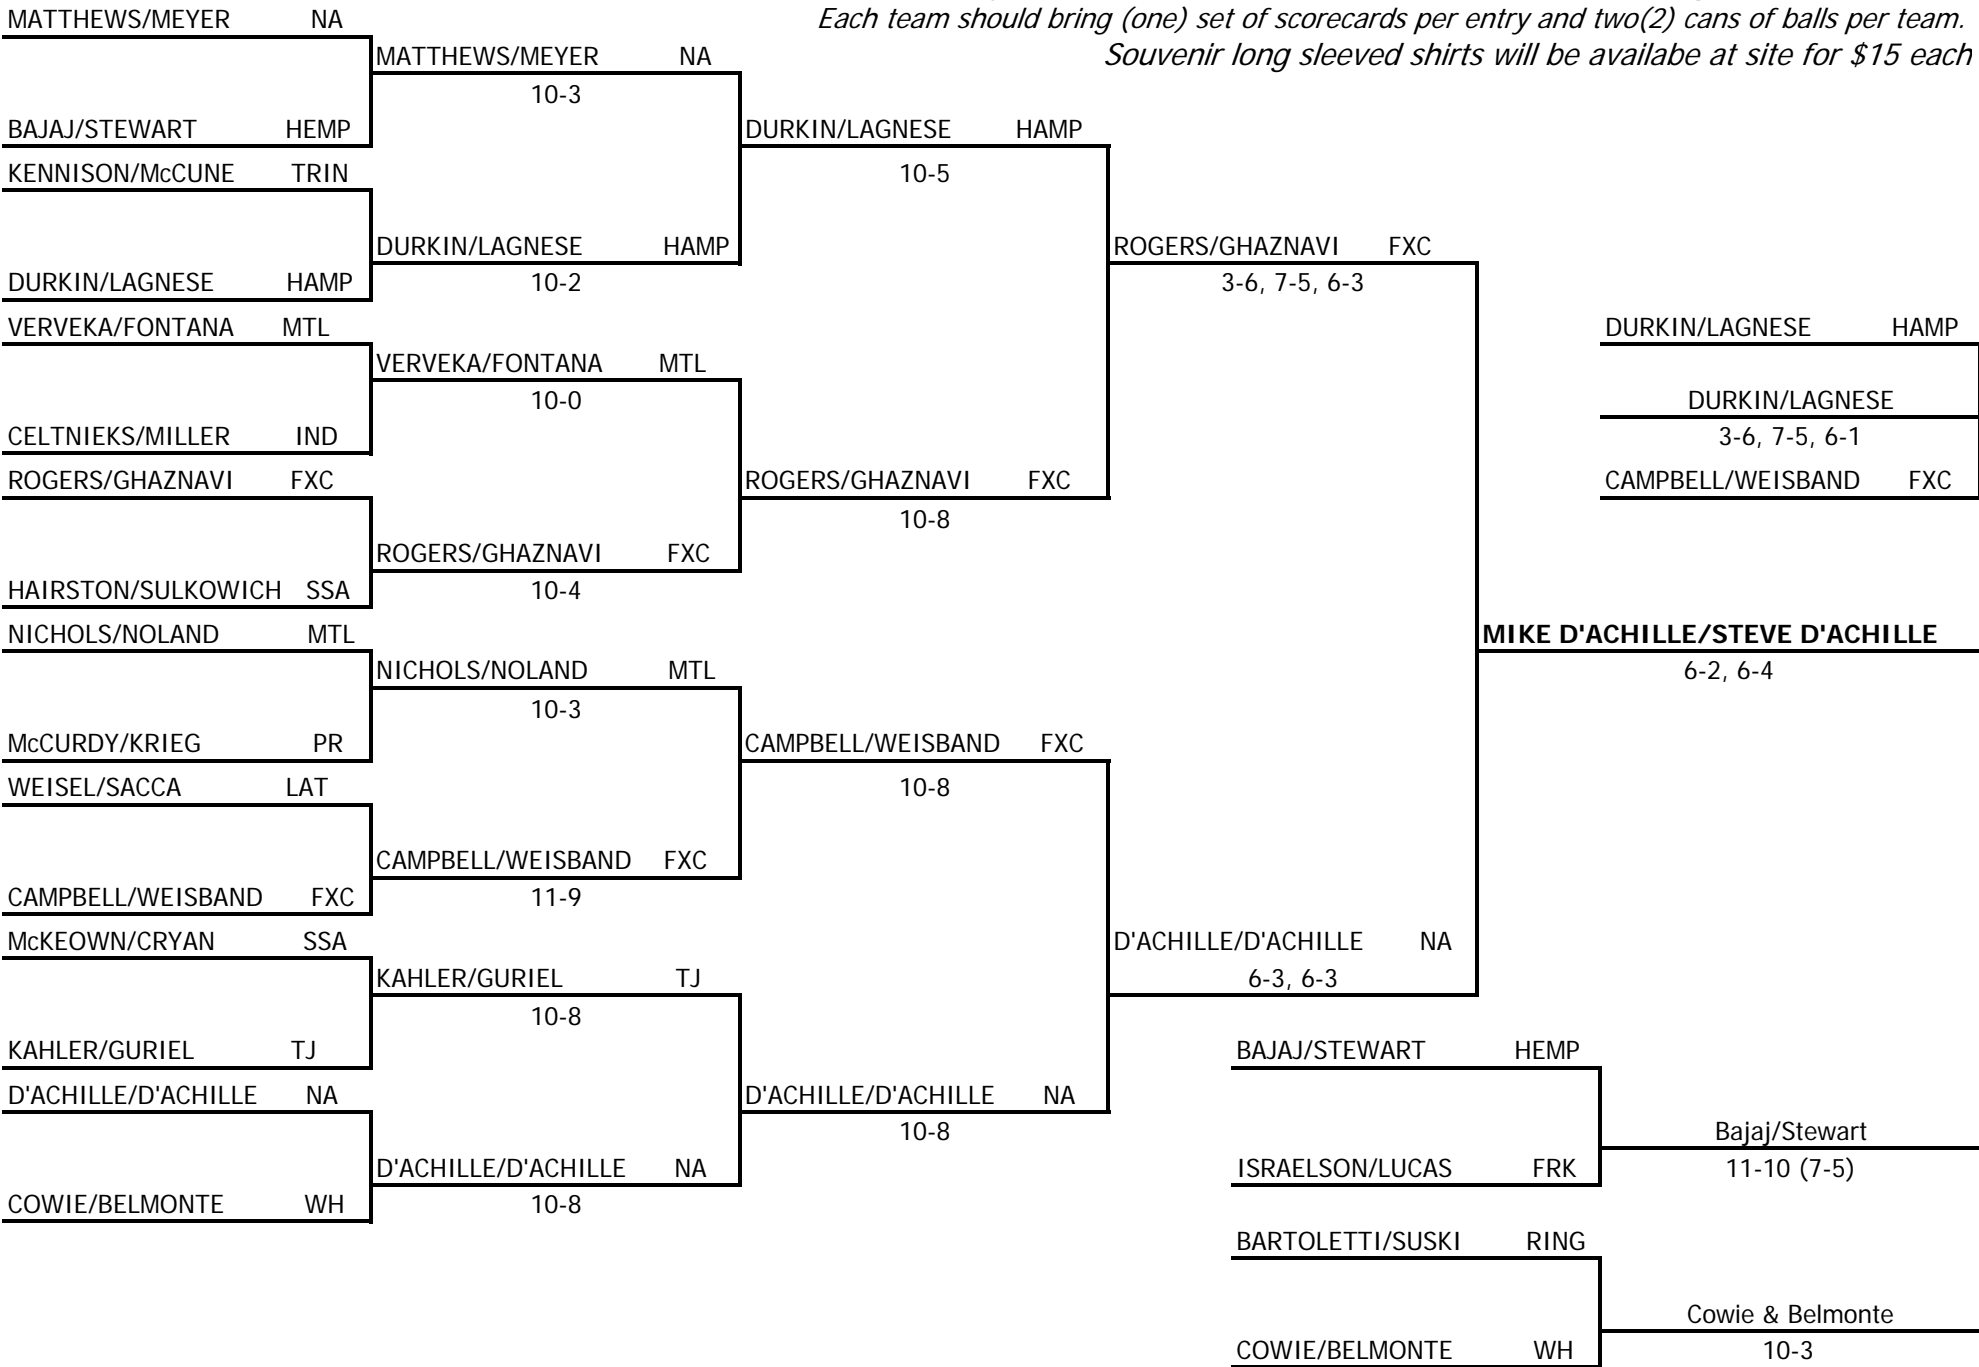 MATTHEWS/MEYER NA
Each team should bring (one) set of scorecards per entry and two(2) cans of balls per team.
MATTHEWS/MEYER NA
Souvenir long sleeved shirts will be availabe at site for $15 each
10-3
BAJAJ/STEWART HEMP
DURKIN/LAGNESE HAMP
KENNISON/McCUNE TRIN
10-5
DURKIN/LAGNESE HAMP
ROGERS/GHAZNAVI FXC
DURKIN/LAGNESE HAMP
10-2
3-6, 7-5, 6-3
VERVEKA/FONTANA MTL
DURKIN/LAGNESE HAMP
VERVEKA/FONTANA MTL
10-0
DURKIN/LAGNESE
CELTNIEKS/MILLER IND
3-6, 7-5, 6-1
ROGERS/GHAZNAVI FXC
ROGERS/GHAZNAVI FXC
CAMPBELL/WEISBAND FXC
10-8
ROGERS/GHAZNAVI FXC
HAIRSTON/SULKOWICH SSA
10-4
NICHOLS/NOLAND MTL
MIKE D'ACHILLE/STEVE D'ACHILLE
NICHOLS/NOLAND MTL
6-2, 6-4
10-3
McCURDY/KRIEG PR
CAMPBELL/WEISBAND FXC
WEISEL/SACCA LAT
10-8
CAMPBELL/WEISBAND FXC
CAMPBELL/WEISBAND FXC
11-9
McKEOWN/CRYAN SSA
D'ACHILLE/D'ACHILLE NA
KAHLER/GURIEL TJ
6-3, 6-3
10-8
KAHLER/GURIEL TJ
BAJAJ/STEWART HEMP
D'ACHILLE/D'ACHILLE NA
D'ACHILLE/D'ACHILLE NA
10-8
Bajaj/Stewart
D'ACHILLE/D'ACHILLE NA
ISRAELSON/LUCAS FRK
11-10 (7-5)
COWIE/BELMONTE WH
10-8
BARTOLETTI/SUSKI RING
Cowie & Belmonte
COWIE/BELMONTE WH
10-3